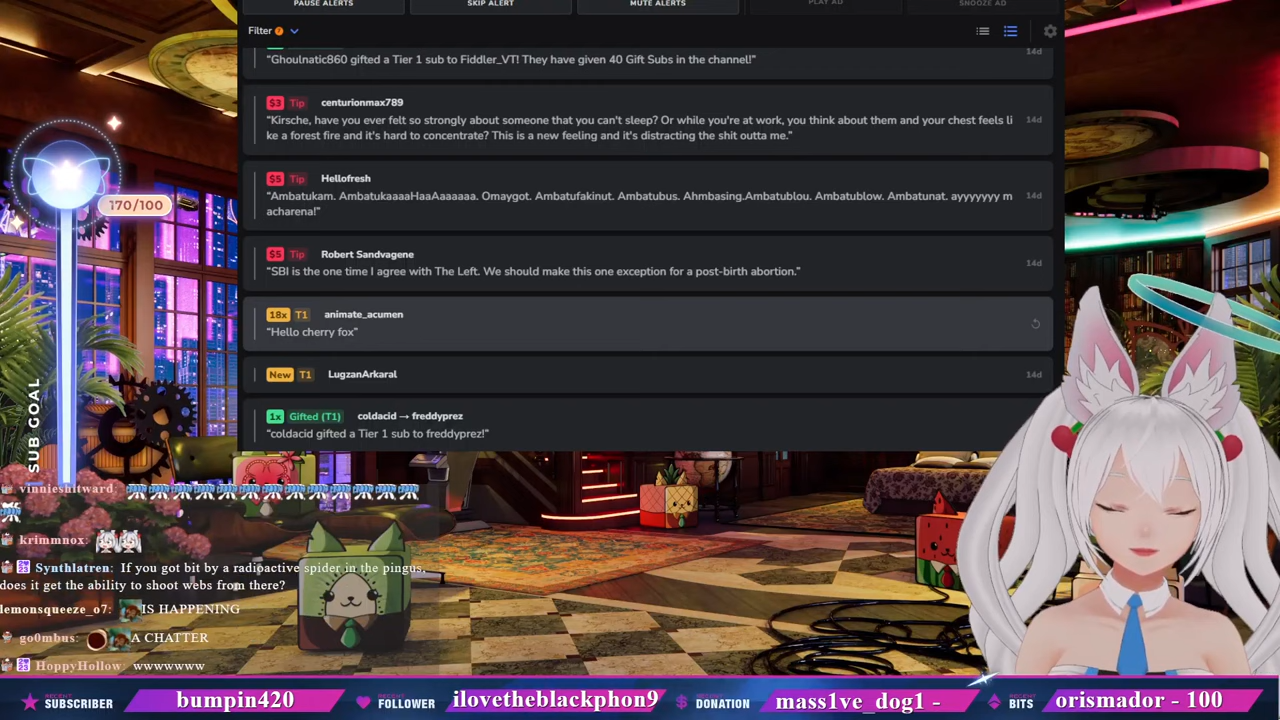 PAUSE ALERTS
SKIP ALERT
MUTE ALERTS
PLAY AD
SNOOZE AD
Filter
“Ghoulnatic860 gifted a Tier 1 sub to Fiddler_VT! They have given 40 Gift Subs in the channel!”
14d
$3 Tip centurionmax789
“Kirsche, have you ever felt so strongly about someone that you can't sleep? Or while you're at work, you think about them and your chest feels li
ke a forest fire and it's hard to concentrate? This is a new feeling and it's distracting the shit outta me.”
14d
$5 Tip Hellofresh
“Ambatukam. AmbatukaaaaHaaAaaaaaa. Omaygot. Ambatufakinut. Ambatubus. Ahmbasing.Ambatublou. Ambatublow. Ambatunat. ayyyyyyy m
acharena!”
14d
$5 Tip Robert Sandvagene
“SBI is the one time I agree with The Left. We should make this one exception for a post-birth abortion.”
14d
18x T1 animate_acumen
“Hello cherry fox”
New T1 LugzanArkaral
14d
1x Gifted (T1) coldacid → freddyprez
“coldacid gifted a Tier 1 sub to freddyprez!”
170/100
SUB GOAL
vinnieshitward:
krimmnox:
Synthlatren: If you got bit by a radioactive spider in the pingus,
does it get the ability to shoot webs from there?
lemonsqueeze_o7: IS HAPPENING
go0mbus: A CHATTER
HoppyHollow: wwwwwww
RECENT
SUBSCRIBER bumpin420
RECENT
FOLLOWER ilovetheblackphon9
RECENT
DONATION mass1ve_dog1 -
RECENT
BITS orismador - 100